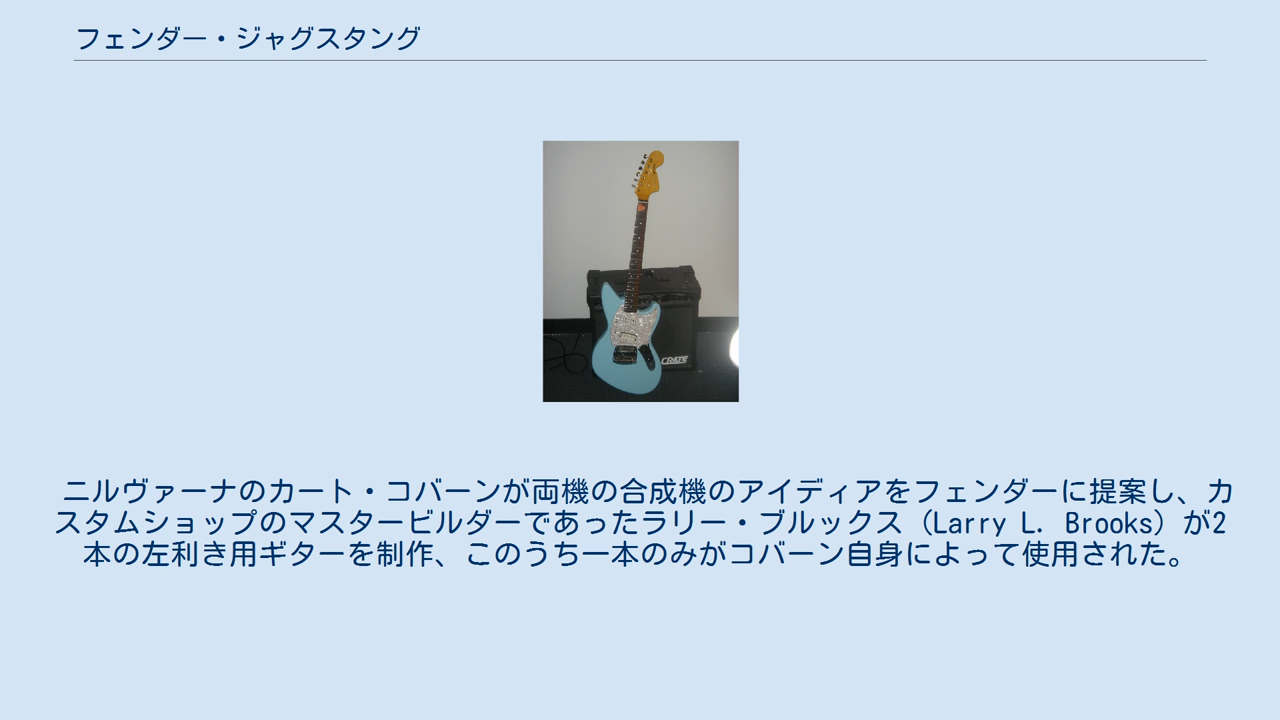 フェンダー・ジャグスタング
CRATE
ニルヴァーナのカート・コバーンが両機の合成機のアイディアをフェンダーに提案し、カ
スタムショップのマスタービルダーであったラリー・ブルックス（Larry L. Brooks）が2
本の左利き用ギターを制作、このうち一本のみがコバーン自身によって使用された。